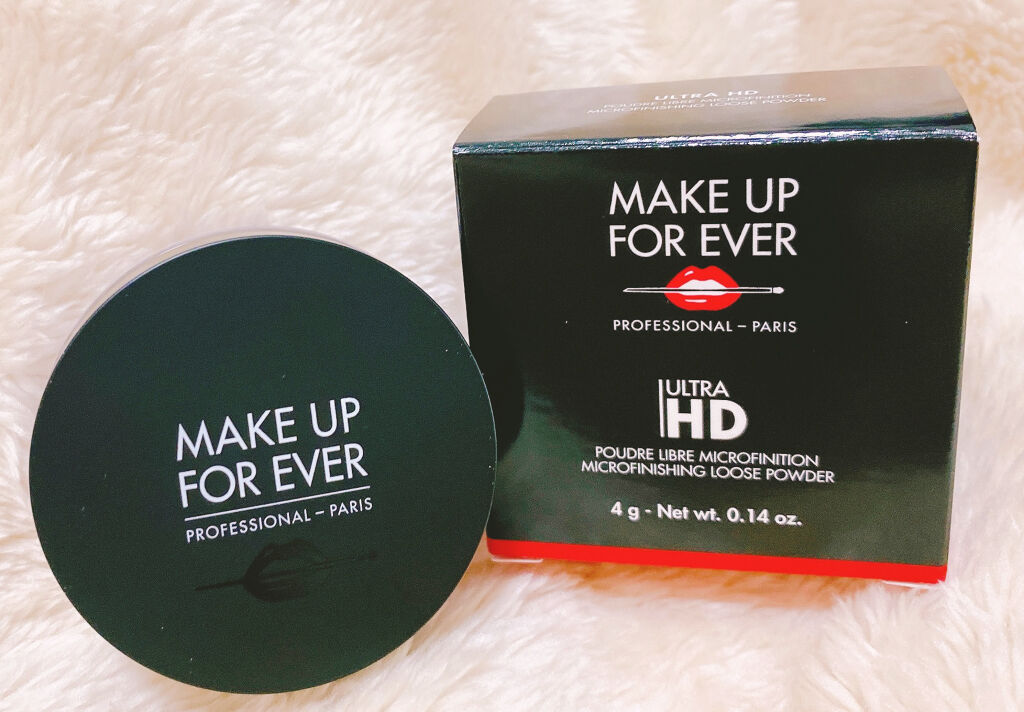 ULTRA HD
POUDRE LIBRE MICROFINITION
MICROFINISHING LOOSE POWDER
MAKE UP
FOR EVER
PROFESSIONAL – PARIS
ULTRA
HD
POUDRE LIBRE MICROFINITION
MICROFINISHING LOOSE POWDER
4 g - Net wt. 0.14 oz.
MAKE UP
FOR EVER
PROFESSIONAL – PARIS